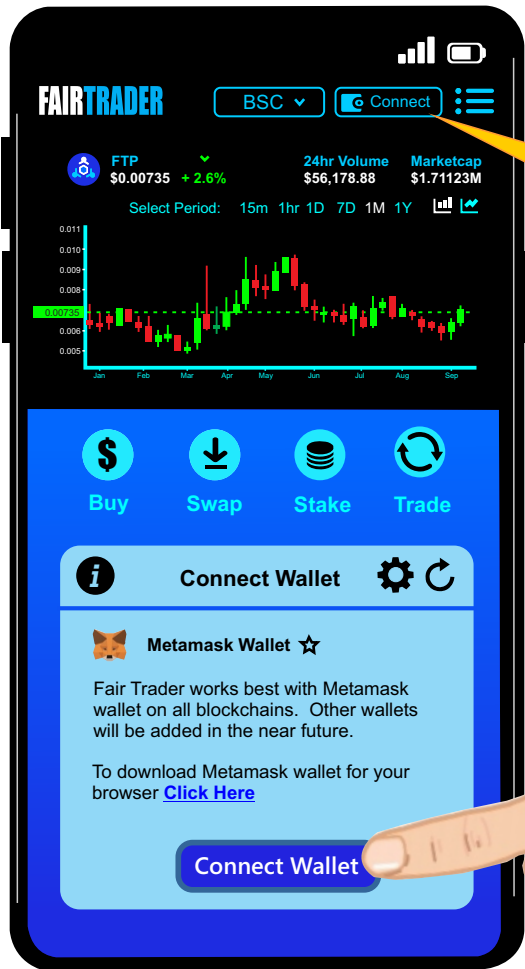 FAIRTRADER
BSC
Connect
FTP
24hr Volume Marketcap
$0.00735 + 2.6% $56,178.88 $1.71123M
Select Period: 15m 1hr 1D 7D 1M 1Y
0.011
0.010
0.009
0.008
0.00735
0.006
0.005
Jan Feb Mar Apr May Jun Jul Aug Sep
$
Buy Swap Stake Trade
i
Connect Wallet
Metamask Wallet
Fair Trader works best with Metamask
wallet on all blockchains. Other wallets
will be added in the near future.
To download Metamask wallet for your
browser Click Here
Connect Wallet